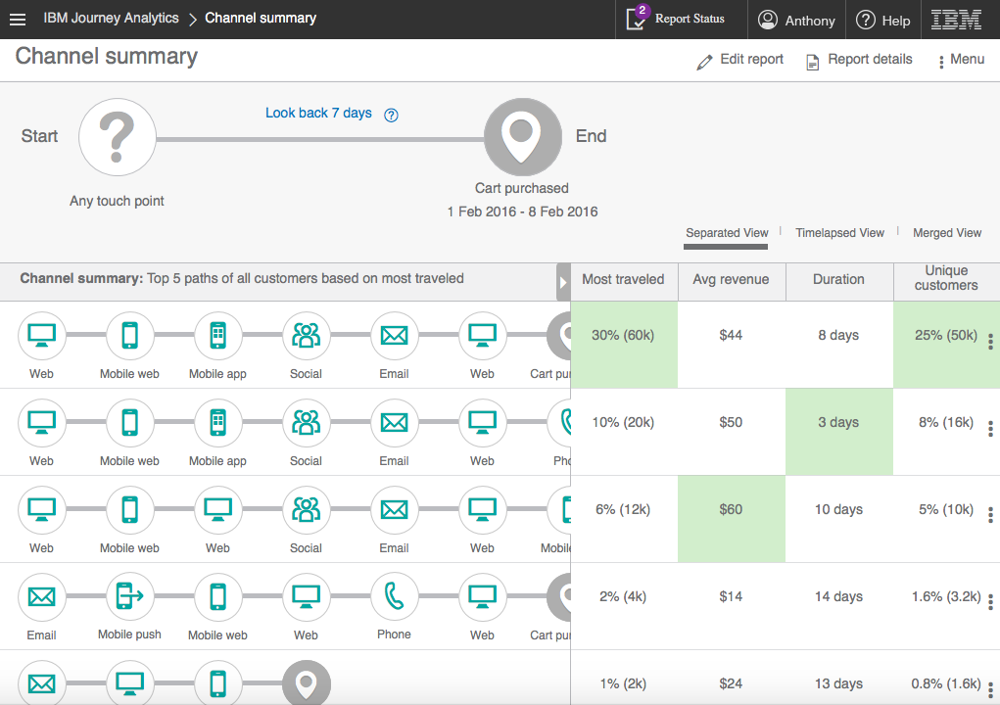 IBM Journey Analytics > Channel summary
2
Report Status
Anthony
? Help
IBM
Channel summary
Edit report
Report details
Menu
Start
?
Look back 7 days ?
End
Any touch point
Cart purchased
1 Feb 2016 - 8 Feb 2016
Separated View | Timelapsed View | Merged View
Channel summary: Top 5 paths of all customers based on most traveled
Most traveled
Avg revenue
Duration
Unique
customers
30% (60k) $44 8 days 25% (50k)
Web Mobile web Mobile app Social Email Web Cart pur
10% (20k) $50 3 days 8% (16k)
Web Mobile web Mobile app Social Email Web Pho
6% (12k) $60 10 days 5% (10k)
Web Mobile web Web Social Email Web Mobile
2% (4k) $14 14 days 1.6% (3.2k)
Email Mobile push Mobile web Web Phone Web Cart pur
1% (2k) $24 13 days 0.8% (1.6k)